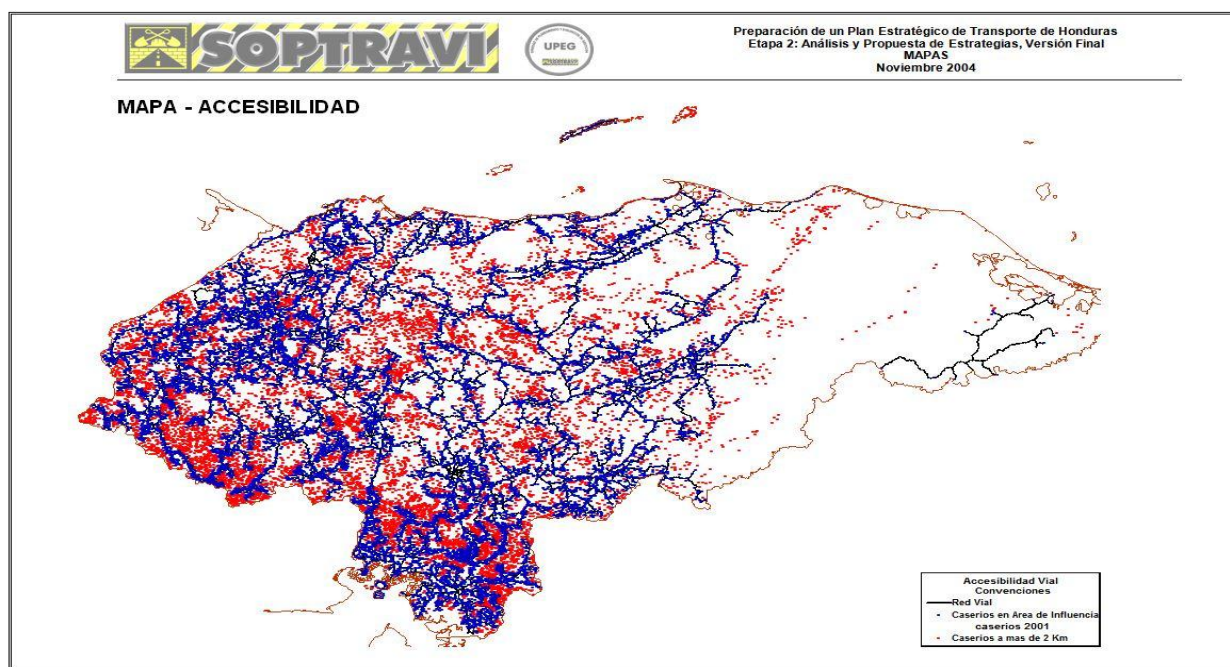 SOPTRAVI
UPEG
Preparación de un Plan Estratégico de Transporte de Honduras
Etapa 2: Análisis y Propuesta de Estrategias, Versión Final
MAPAS
Noviembre 2004
MAPA - ACCESIBILIDAD
Accesibilidad Vial
Convenciones
Red Vial
Caserios en Area de Influencia
caserios 2001
Caserios a mas de 2 Km